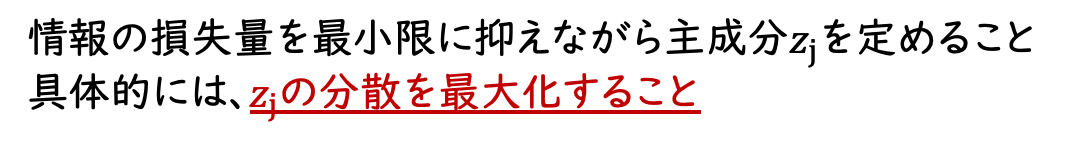 情報の損失量を最小限に抑えながら主成分zjを定めること
具体的には、zjの分散を最大化すること